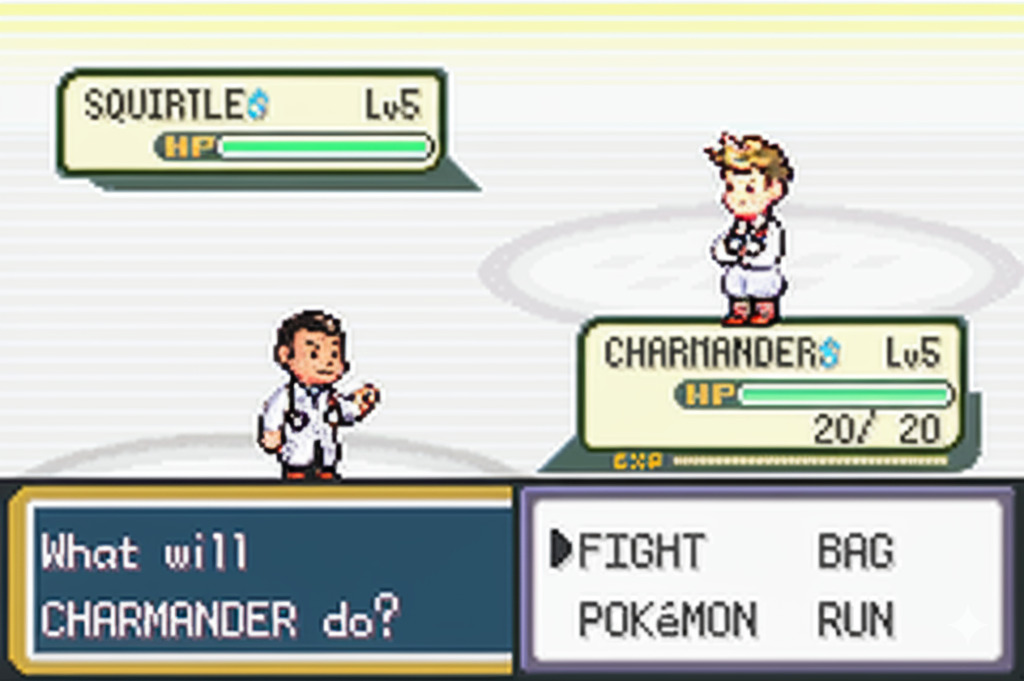 SQUIRTLE♂ Lv5
HP
CHARMANDER♂ Lv5
HP
20/ 20
EXP
What will
CHARMANDER do?
▶FIGHT BAG
POKéMON RUN